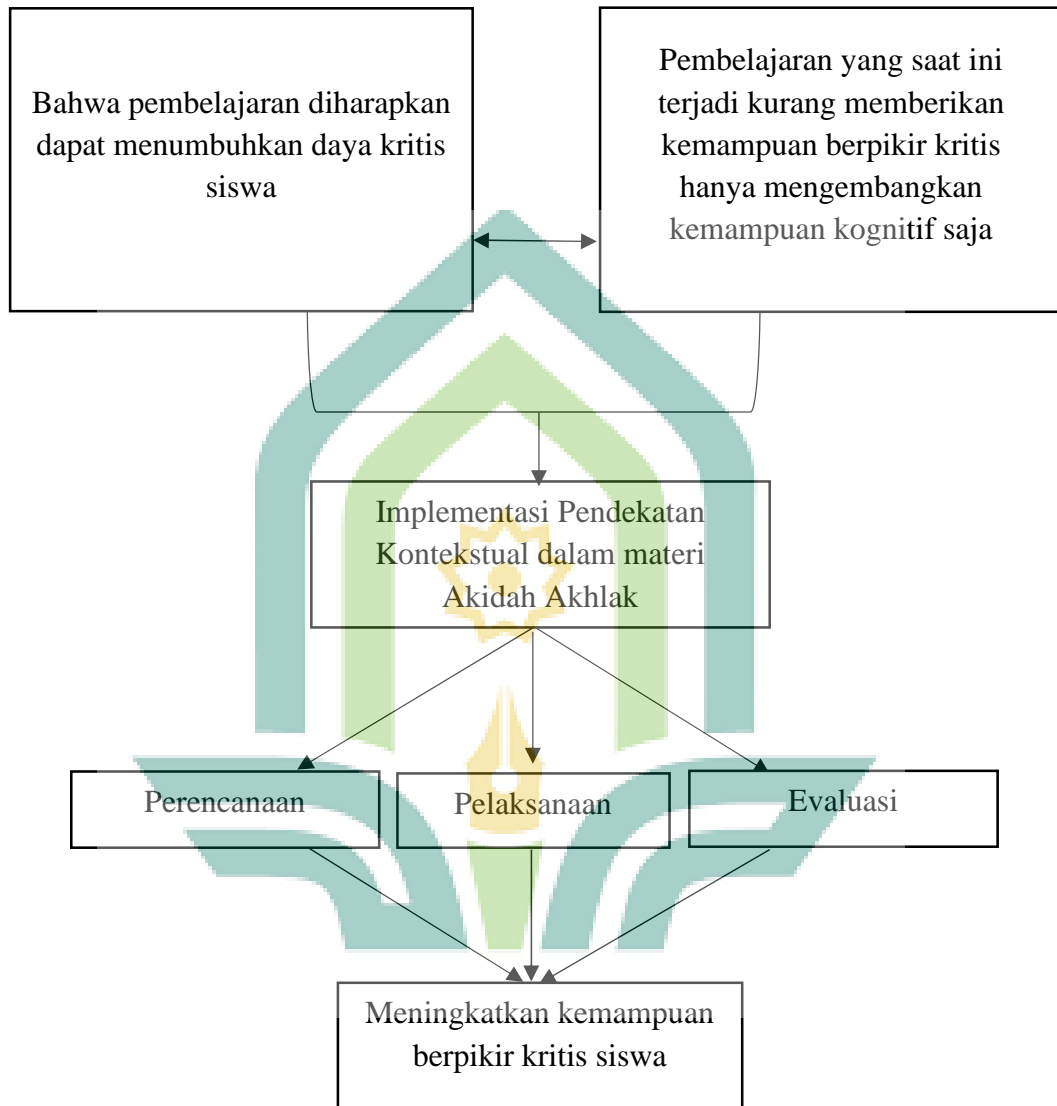 Bahwa pembelajaran diharapkan
dapat menumbuhkan daya kritis
siswa
Pembelajaran yang saat ini
terjadi kurang memberikan
kemampuan berpikir kritis
hanya mengembangkan
kemampuan kognitif saja
Implementasi Pendekatan
Kontekstual dalam materi
Akidah Akhlak
Perencanaan
Pelaksanaan
Evaluasi
Meningkatkan kemampuan
berpikir kritis siswa